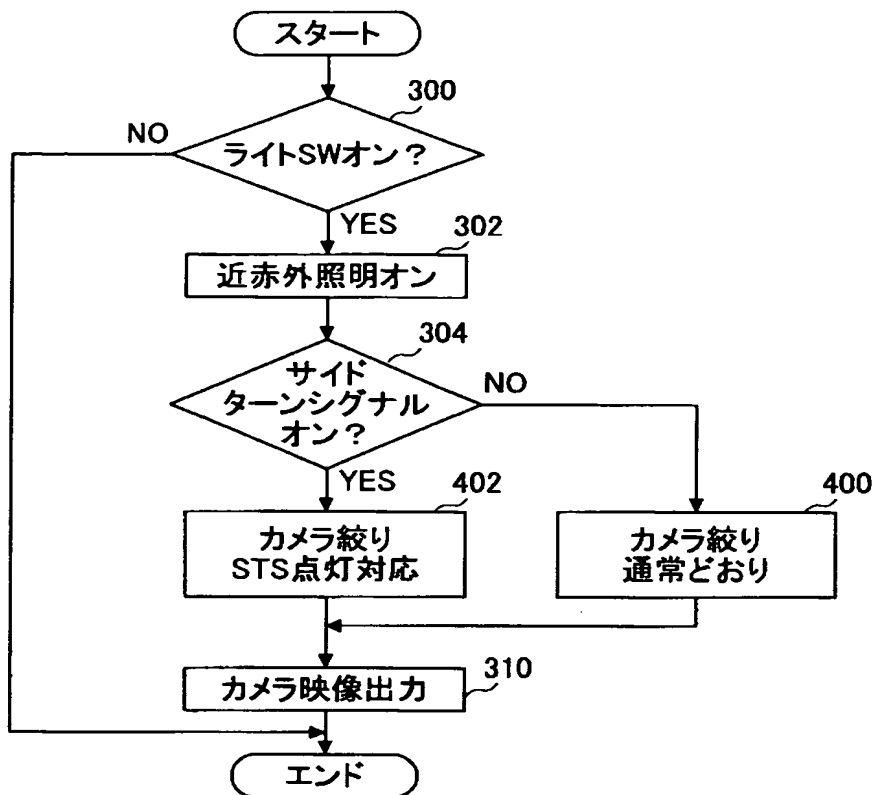 スタート
300
NO
ライトSWオン？
YES
302
近赤外照明オン
304
サイド
ターンシグナル
オン？
NO
YES
402
カメラ絞り
STS点灯対応
400
カメラ絞り
通常どおり
カメラ映像出力
310
エンド